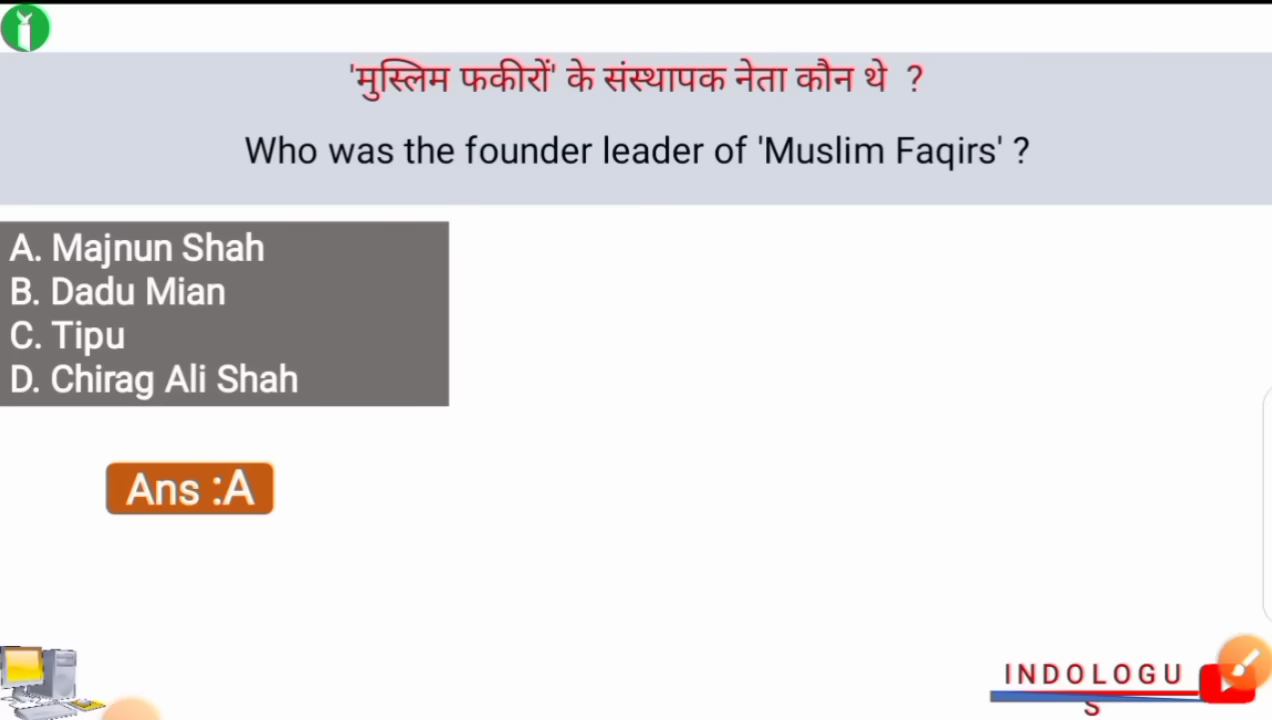 'मुस्लिम फकीरों' के संस्थापक नेता कौन थे ?
Who was the founder leader of 'Muslim Faqirs' ?
A. Majnun Shah
B. Dadu Mian
C. Tipu
D. Chirag Ali Shah
Ans :A
INDOLOGU
S